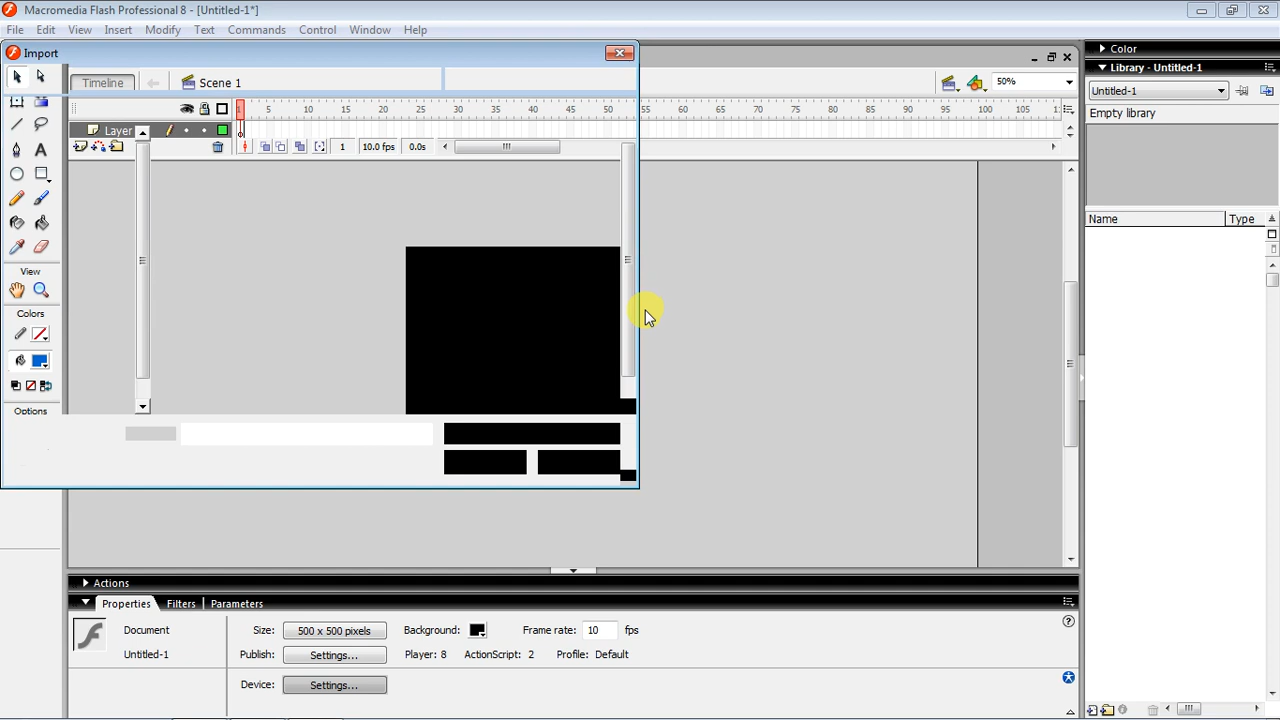 Macromedia Flash Professional 8 - [Untitled-1*]
File Edit View Insert Modify Text Commands Control Window Help
Import
Color
Library - Untitled-1
Timeline Scene 1 50%
Untitled-1
1 5 10 15 20 25 30 35 40 45 50 55 60 65 70 75 80 85 90 95 100 105 1:
Empty library
Layer
1 10.0 fps 0.0s
Name Type
View
Colors
Options
Actions
Properties Filters Parameters
Document Size: 500 x 500 pixels Background: Frame rate: 10 fps
Untitled-1 Publish: Settings... Player: 8 ActionScript: 2 Profile: Default
Device: Settings...